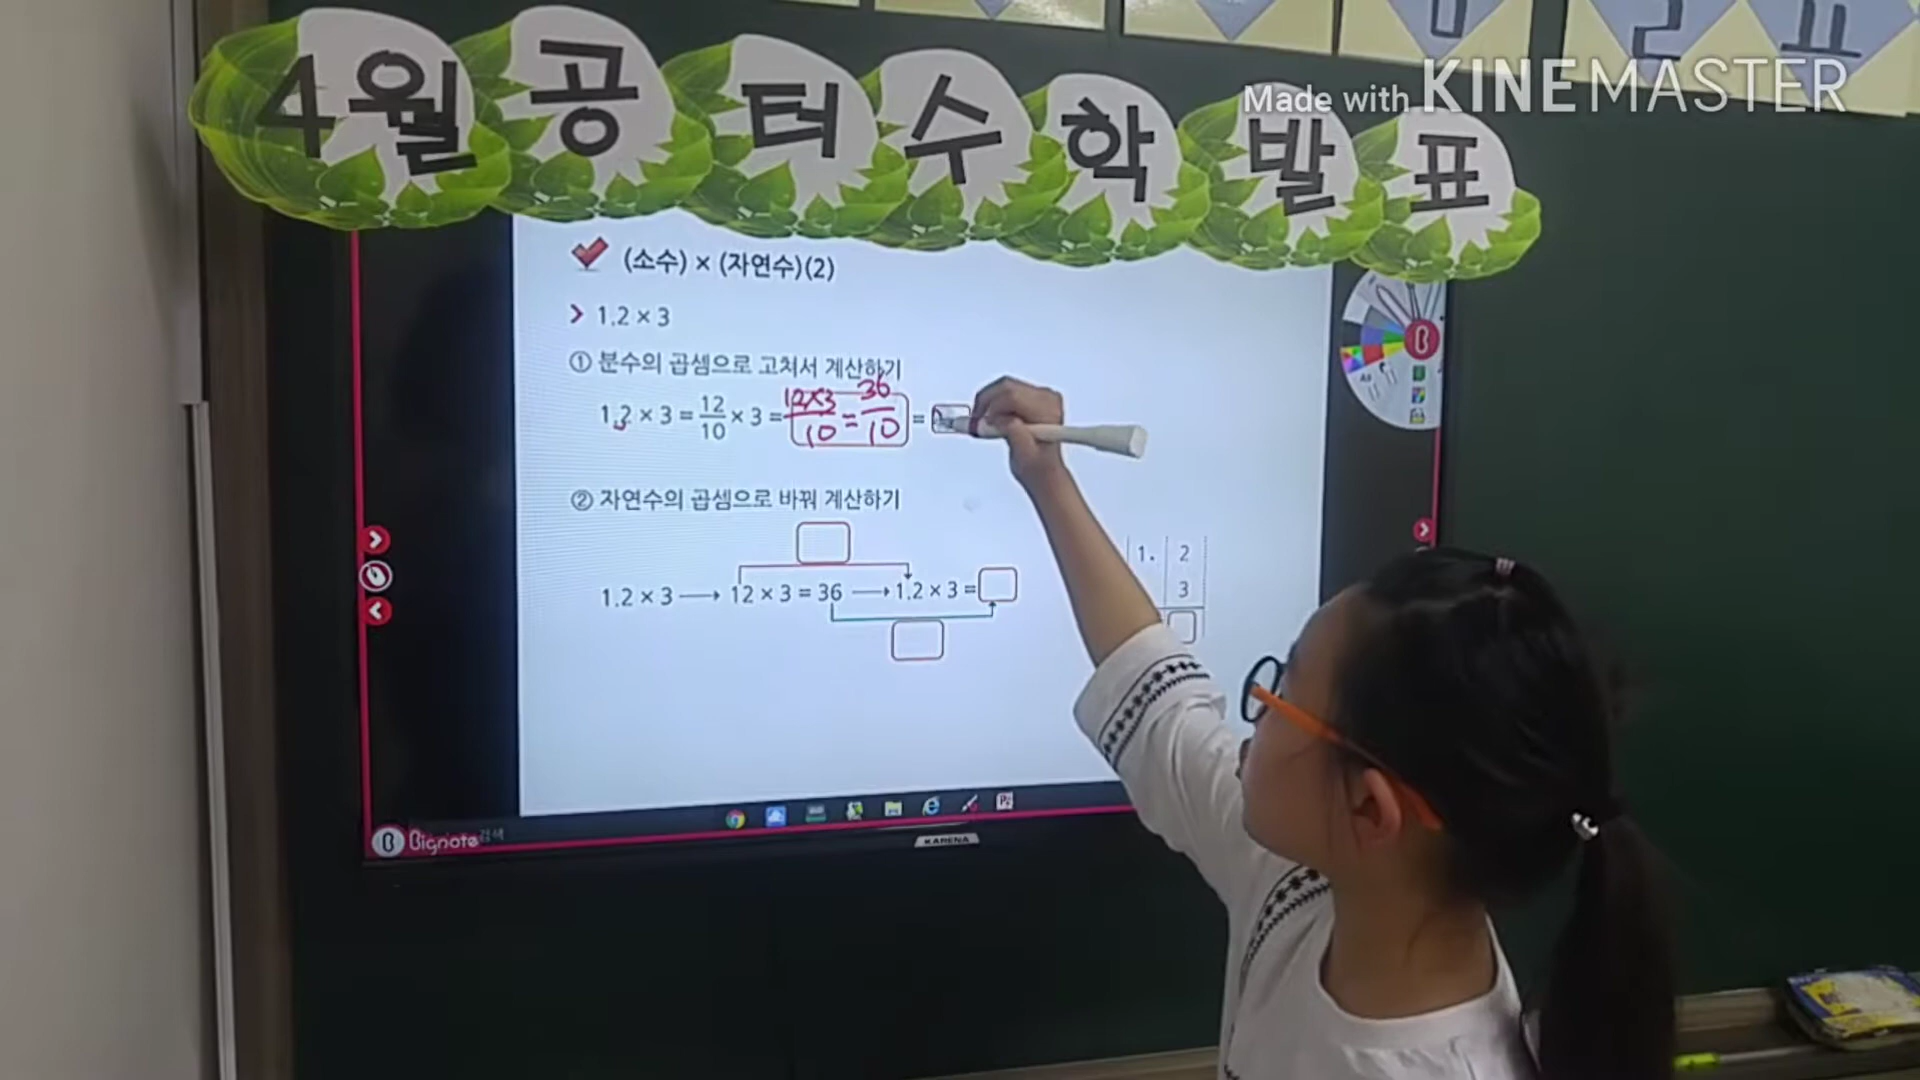 4월 공 터 수 학 발 표
Made with KINEMASTER
(소수) × (자연수)(2)
1.2 × 3
① 분수의 곱셈으로 고쳐서 계산하기
1.2 × 3 = 12/10 × 3 = 12×3/10 = 36/10 =
② 자연수의 곱셈으로 바꿔 계산하기
1.2 × 3 → 12 × 3 = 36 → 1.2 × 3 =
1. 2
3
Bignote
검색
KARENA